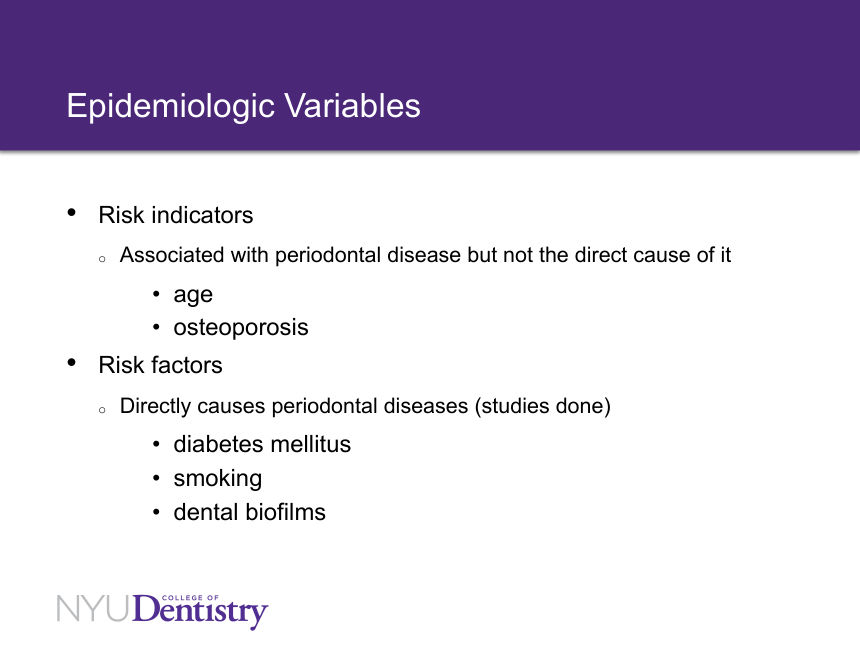 Epidemiologic Variables
• Risk indicators
o Associated with periodontal disease but not the direct cause of it
• age
• osteoporosis
• Risk factors
o Directly causes periodontal diseases (studies done)
• diabetes mellitus
• smoking
• dental biofilms
COLLEGE OF
NYU Dentistry